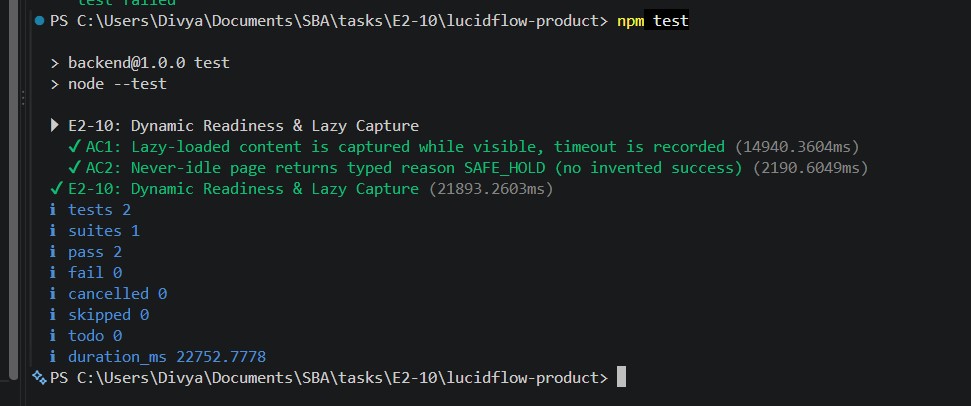 test failed
PS C:\Users\Divya\Documents\SBA\tasks\E2-10\lucidflow-product> npm test
> backend@1.0.0 test
> node --test
▶ E2-10: Dynamic Readiness & Lazy Capture
✔ AC1: Lazy-loaded content is captured while visible, timeout is recorded (14940.3604ms)
✔ AC2: Never-idle page returns typed reason SAFE_HOLD (no invented success) (2190.6049ms)
✔ E2-10: Dynamic Readiness & Lazy Capture (21893.2603ms)
ℹ tests 2
ℹ suites 1
ℹ pass 2
ℹ fail 0
ℹ cancelled 0
ℹ skipped 0
ℹ todo 0
ℹ duration_ms 22752.7778
PS C:\Users\Divya\Documents\SBA\tasks\E2-10\lucidflow-product>